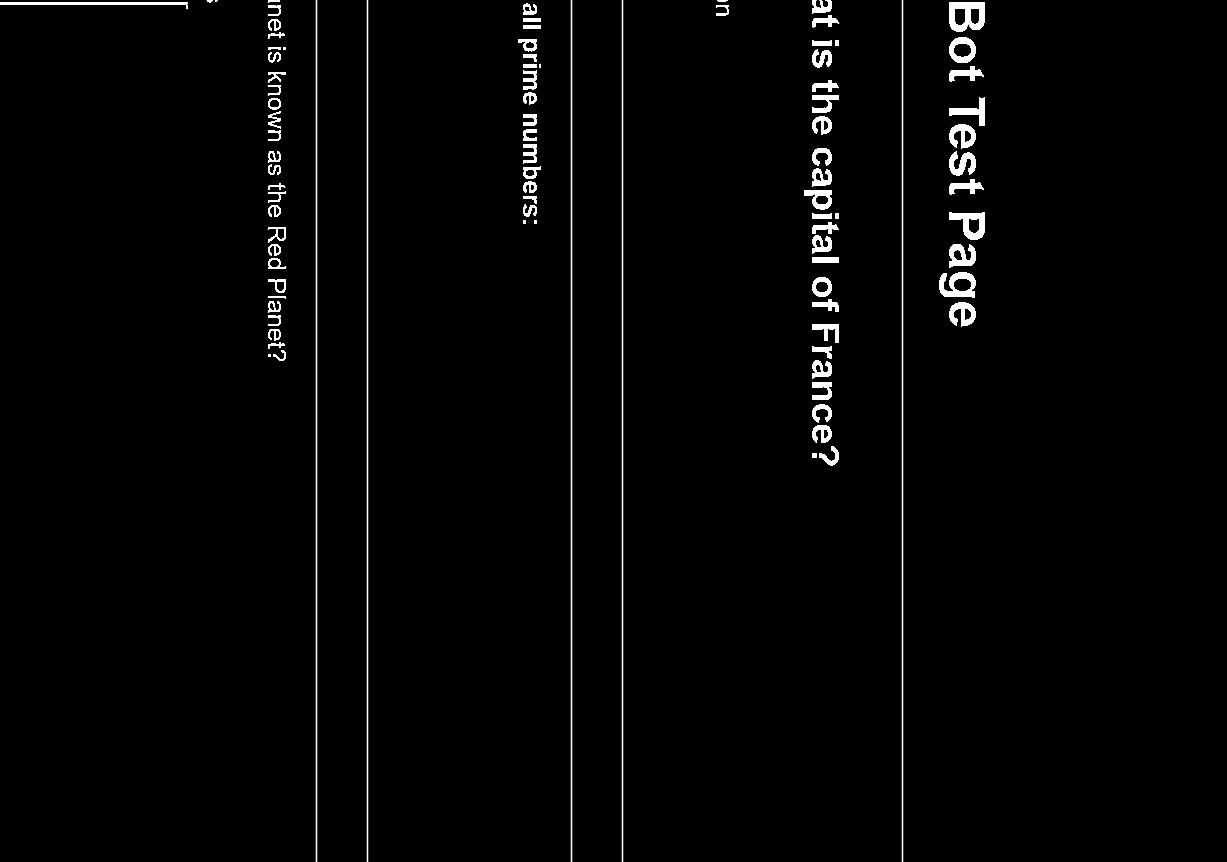 Bot Test Page
at is the capital of France?
on
all prime numbers:
net is known as the Red Planet?